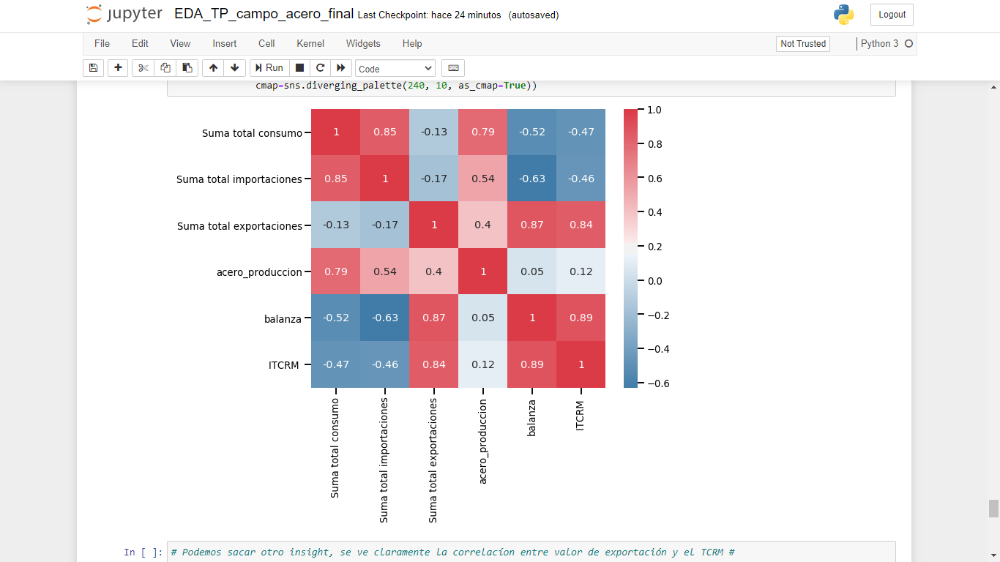 jupyter EDA_TP_campo_acero_final Last Checkpoint: hace 24 minutos (autosaved) Logout
File Edit View Insert Cell Kernel Widgets Help Not Trusted Python 3
Run Code
cmap=sns.diverging_palette(240, 10, as_cmap=True))
Suma total consumo 1 0.85 -0.13 0.79 -0.52 -0.47
Suma total importaciones 0.85 1 -0.17 0.54 -0.63 -0.46
Suma total exportaciones -0.13 -0.17 1 0.4 0.87 0.84
acero_produccion 0.79 0.54 0.4 1 0.05 0.12
balanza -0.52 -0.63 0.87 0.05 1 0.89
ITCRM -0.47 -0.46 0.84 0.12 0.89 1
1.0
0.8
0.6
0.4
0.2
0.0
−0.2
−0.4
−0.6
Suma total consumo
Suma total importaciones
Suma total exportaciones
acero_produccion
balanza
ITCRM
In [ ]: # Podemos sacar otro insight, se ve claramente la correlacíon entre valor de exportación y el TCRM #